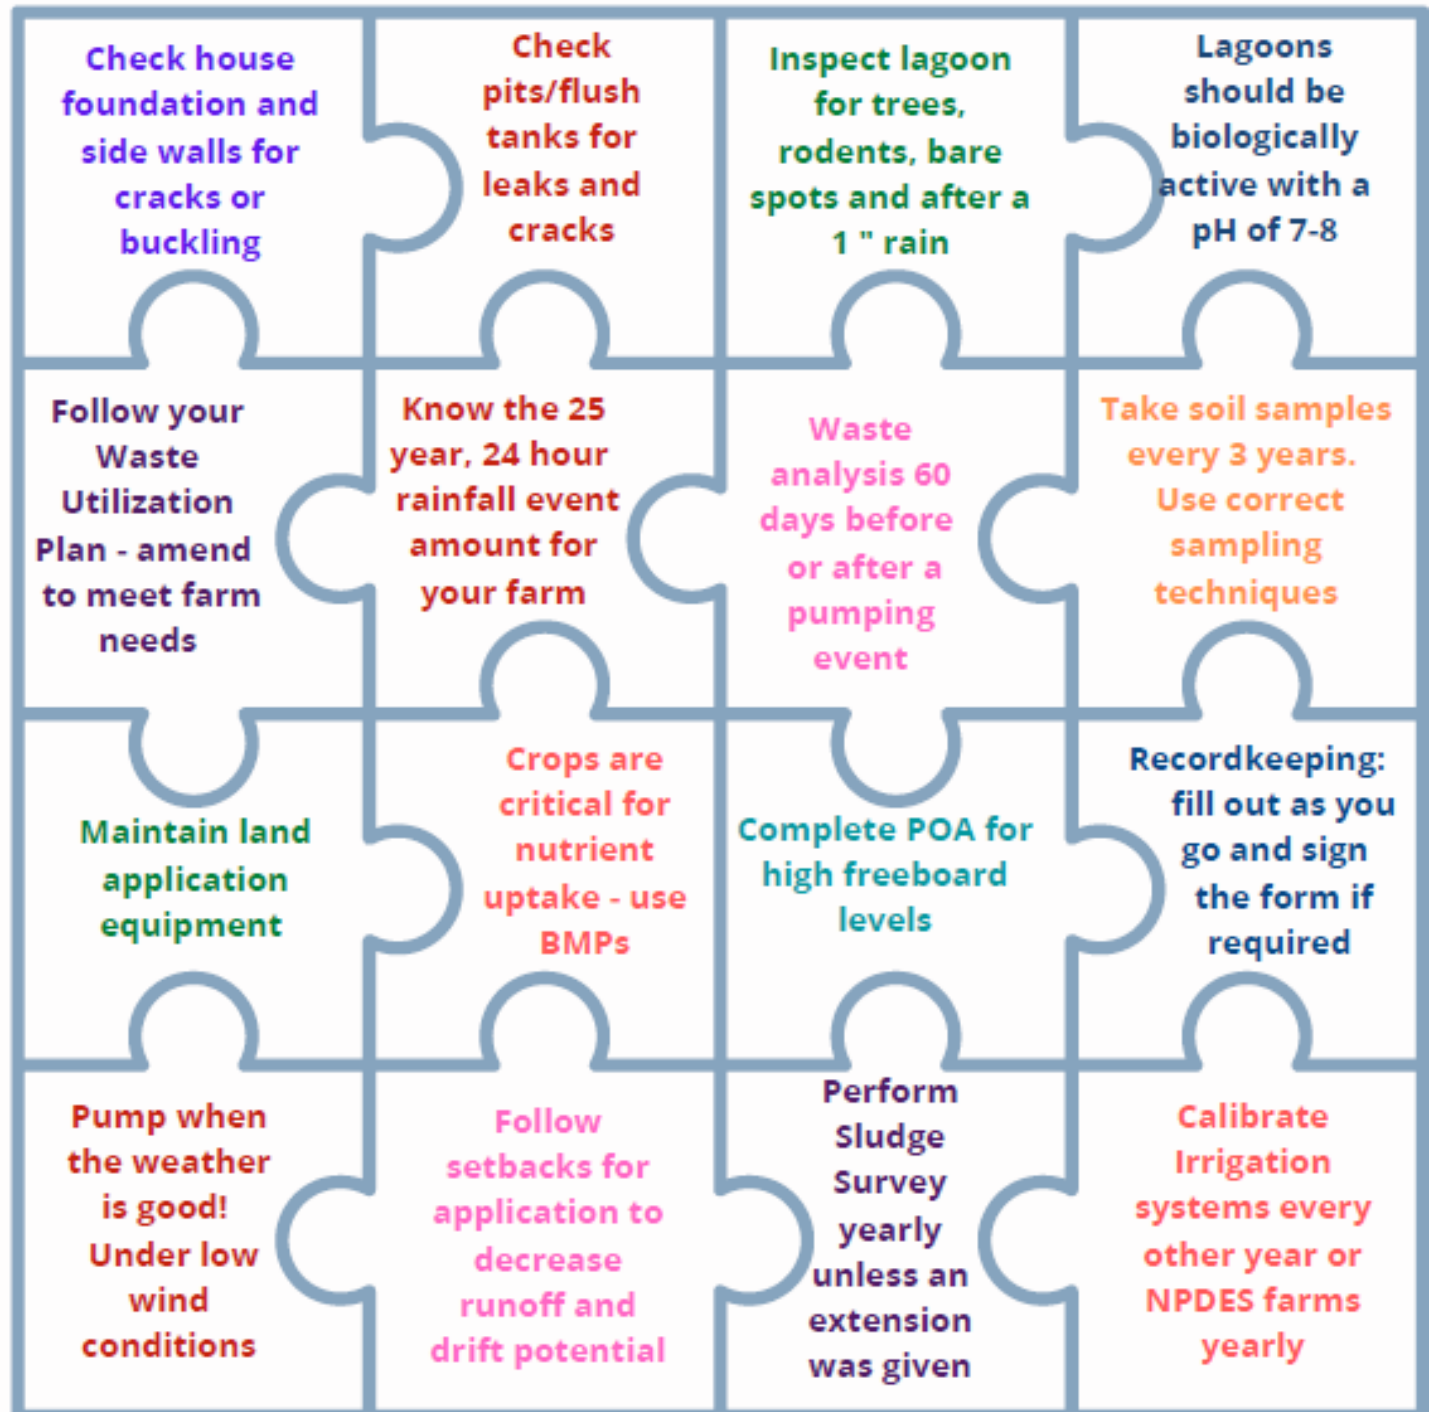 Check house
foundation and
side walls for
cracks or
buckling
Check
pits/flush
tanks for
leaks and
cracks
Inspect lagoon
for trees,
rodents, bare
spots and after a
1 " rain
Lagoons
should be
biologically
active with a
pH of 7-8
Follow your
Waste
Utilization
Plan - amend
to meet farm
needs
Know the 25
year, 24 hour
rainfall event
amount for
your farm
Waste
analysis 60
days before
or after a
pumping
event
Take soil samples
every 3 years.
Use correct
sampling
techniques
Maintain land
application
equipment
Crops are
critical for
nutrient
uptake - use
BMPs
Complete POA for
high freeboard
levels
Recordkeeping:
fill out as you
go and sign
the form if
required
Pump when
the weather
is good!
Under low
wind
conditions
Follow
setbacks for
application to
decrease
runoff and
drift potential
Perform
Sludge
Survey
yearly
unless an
extension
was given
Calibrate
Irrigation
systems every
other year or
NPDES farms
yearly